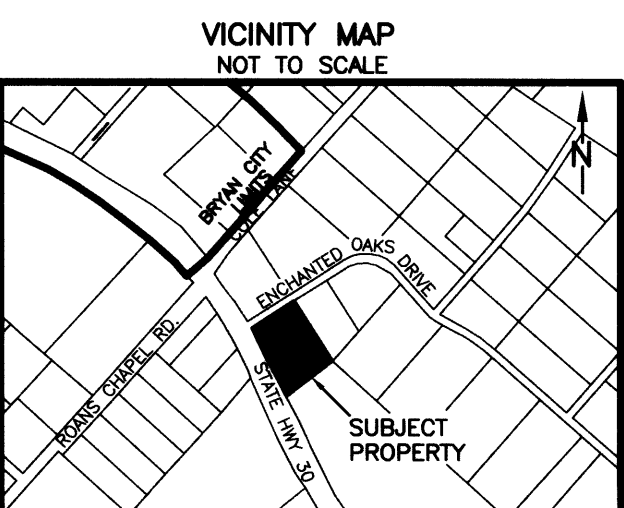 VICINITY MAP
NOT TO SCALE
N
BRYAN CITY
LIMITS
ENCHANTED OAKS DRIVE
ROANS CHAPEL RD.
STATE HWY 30
SUBJECT
PROPERTY